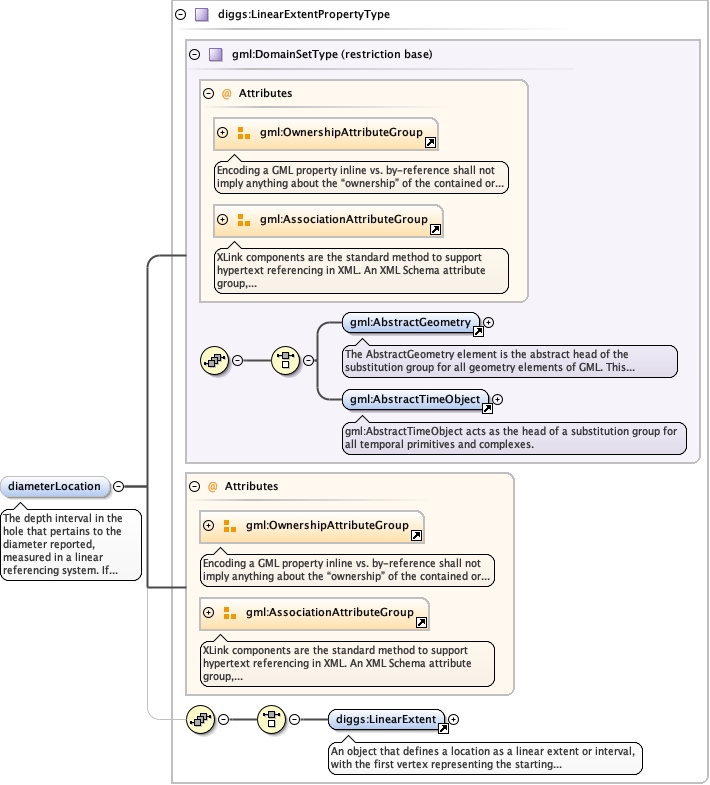 diggs:LinearExtentPropertyType
gml:DomainSetType (restriction base)
@ Attributes
gml:OwnershipAttributeGroup
Encoding a GML property inline vs. by-reference shall not
imply anything about the “ownership” of the contained or...
gml:AssociationAttributeGroup
XLink components are the standard method to support
hypertext referencing in XML. An XML Schema attribute
group,...
gml:AbstractGeometry
The AbstractGeometry element is the abstract head of the
substitution group for all geometry elements of GML. This...
gml:AbstractTimeObject
gml:AbstractTimeObject acts as the head of a substitution group for
all temporal primitives and complexes.
diameterLocation
The depth interval in the
hole that pertains to the
diameter reported,
measured in a linear
referencing system. If...
@ Attributes
gml:OwnershipAttributeGroup
Encoding a GML property inline vs. by-reference shall not
imply anything about the “ownership” of the contained or...
gml:AssociationAttributeGroup
XLink components are the standard method to support
hypertext referencing in XML. An XML Schema attribute
group,...
diggs:LinearExtent
An object that defines a location as a linear extent or interval,
with the first vertex representing the starting...